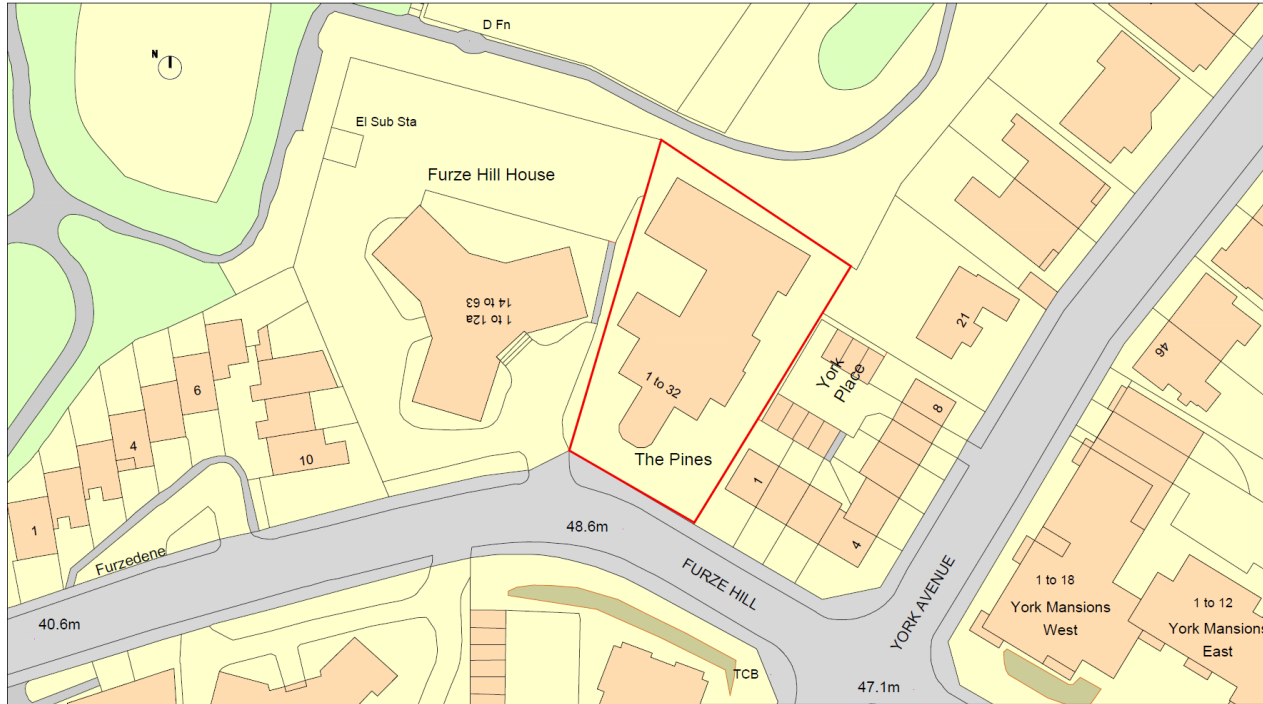 D Fn
N
El Sub Sta
Furze Hill House
1 to 12a
14 to 63
21
46
York
Place
1 to 32
8
6
4
10
The Pines
1
1
4
48.6m
Furzedene
FURZE HILL
YORK AVENUE
1 to 18
York Mansions
West
1 to 12
York Mansions
East
40.6m
TCB
47.1m